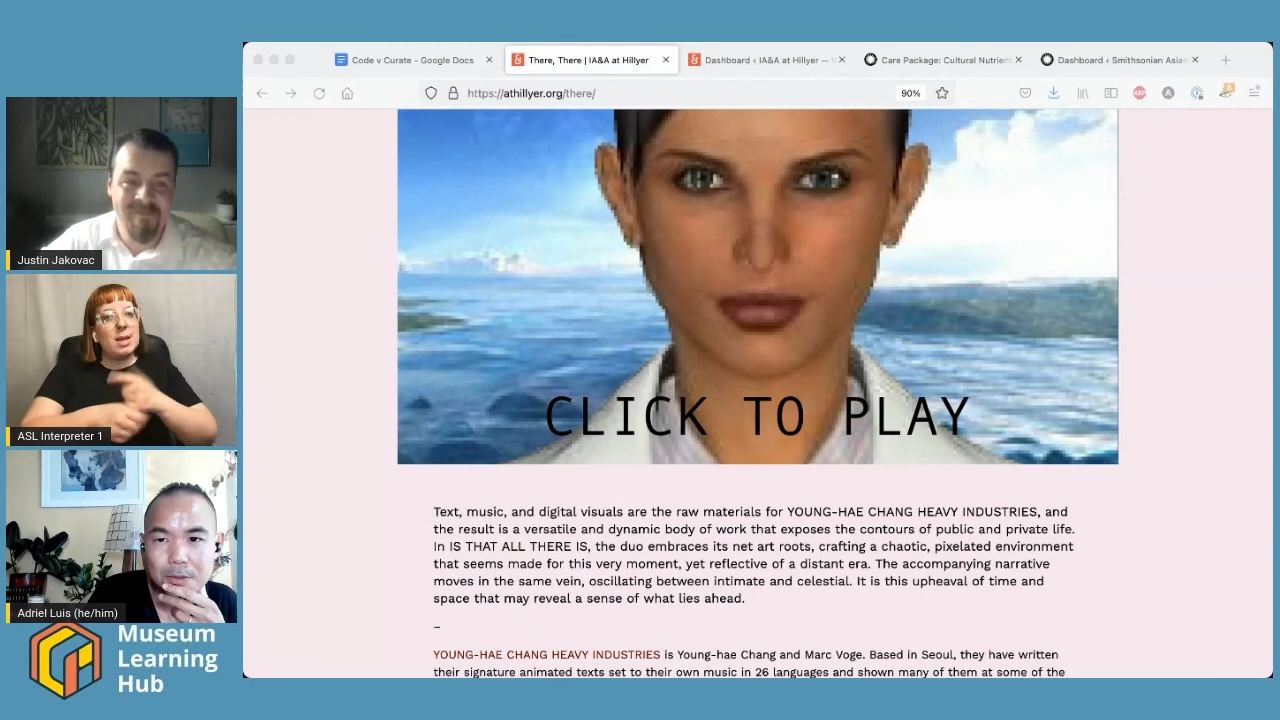 Code v Curate - Google Docs
There, There | IA&A at Hillyer
Dashboard ‹ IA&A at Hillyer —
Care Package: Cultural Nutrien
Dashboard ‹ Smithsonian Asian
https://athillyer.org/there/
90%
ABP
A
Justin Jakovac
ASL Interpreter 1
Adriel Luis (he/him)
Museum
Learning
Hub
CLICK TO PLAY
Text, music, and digital visuals are the raw materials for YOUNG-HAE CHANG HEAVY INDUSTRIES, and
the result is a versatile and dynamic body of work that exposes the contours of public and private life.
In IS THAT ALL THERE IS, the duo embraces its net art roots, crafting a chaotic, pixelated environment
that seems made for this very moment, yet reflective of a distant era. The accompanying narrative
moves in the same vein, oscillating between intimate and celestial. It is this upheaval of time and
space that may reveal a sense of what lies ahead.
–
YOUNG-HAE CHANG HEAVY INDUSTRIES is Young-hae Chang and Marc Voge. Based in Seoul, they have written
their signature animated texts set to their own music in 26 languages and shown many of them at some of the